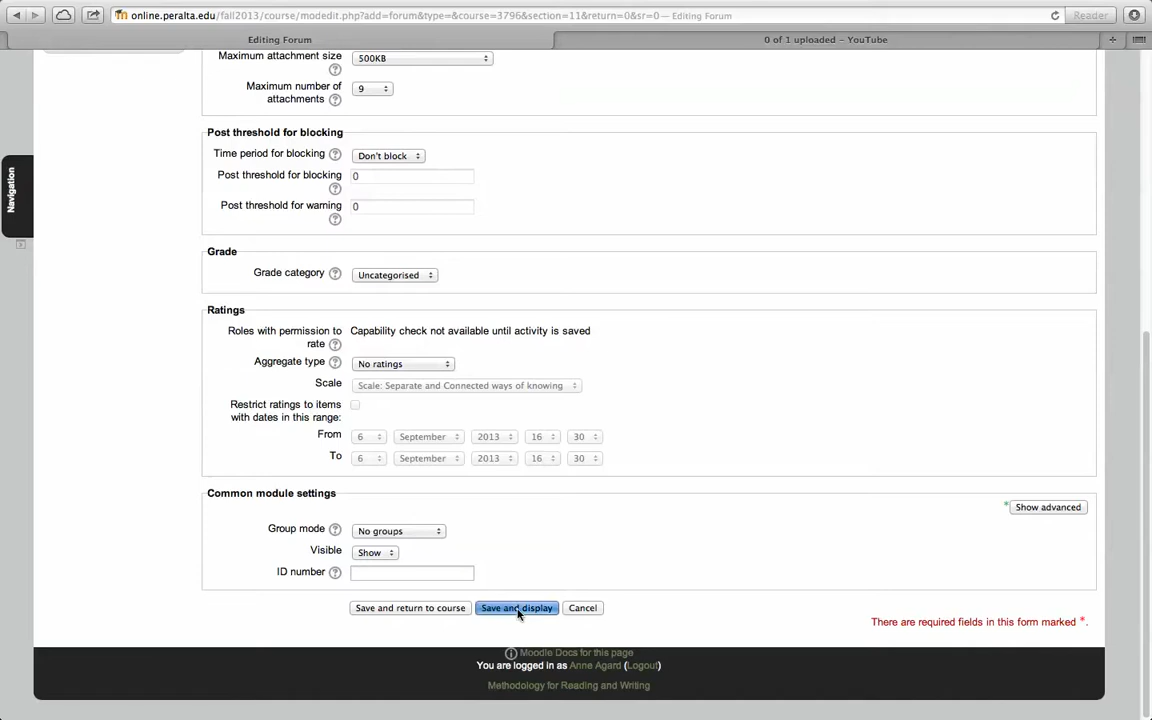 online.peralta.edu/fall2013/course/modedit.php?add=forum&type=&course=3796&section=11&return=0&sr=0 — Editing Forum
Reader
Editing Forum
0 of 1 uploaded – YouTube
Navigation
Maximum attachment size
500KB
Maximum number of attachments
9
Post threshold for blocking
Time period for blocking
Don't block
Post threshold for blocking
0
Post threshold for warning
0
Grade
Grade category
Uncategorised
Ratings
Roles with permission to rate
Capability check not available until activity is saved
Aggregate type
No ratings
Scale
Scale: Separate and Connected ways of knowing
Restrict ratings to items with dates in this range:
From
6 September 2013 16 30
To
6 September 2013 16 30
Common module settings
* Show advanced
Group mode
No groups
Visible
Show
ID number
Save and return to course
Save and display
Cancel
There are required fields in this form marked *.
Moodle Docs for this page
You are logged in as Anne Agard (Logout)
Methodology for Reading and Writing